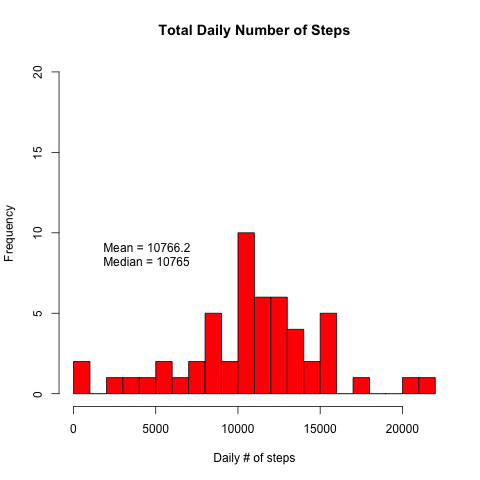 Total Daily Number of Steps
20
15
10
5
0
Frequency
Mean = 10766.2
Median = 10765
0 5000 10000 15000 20000
Daily # of steps